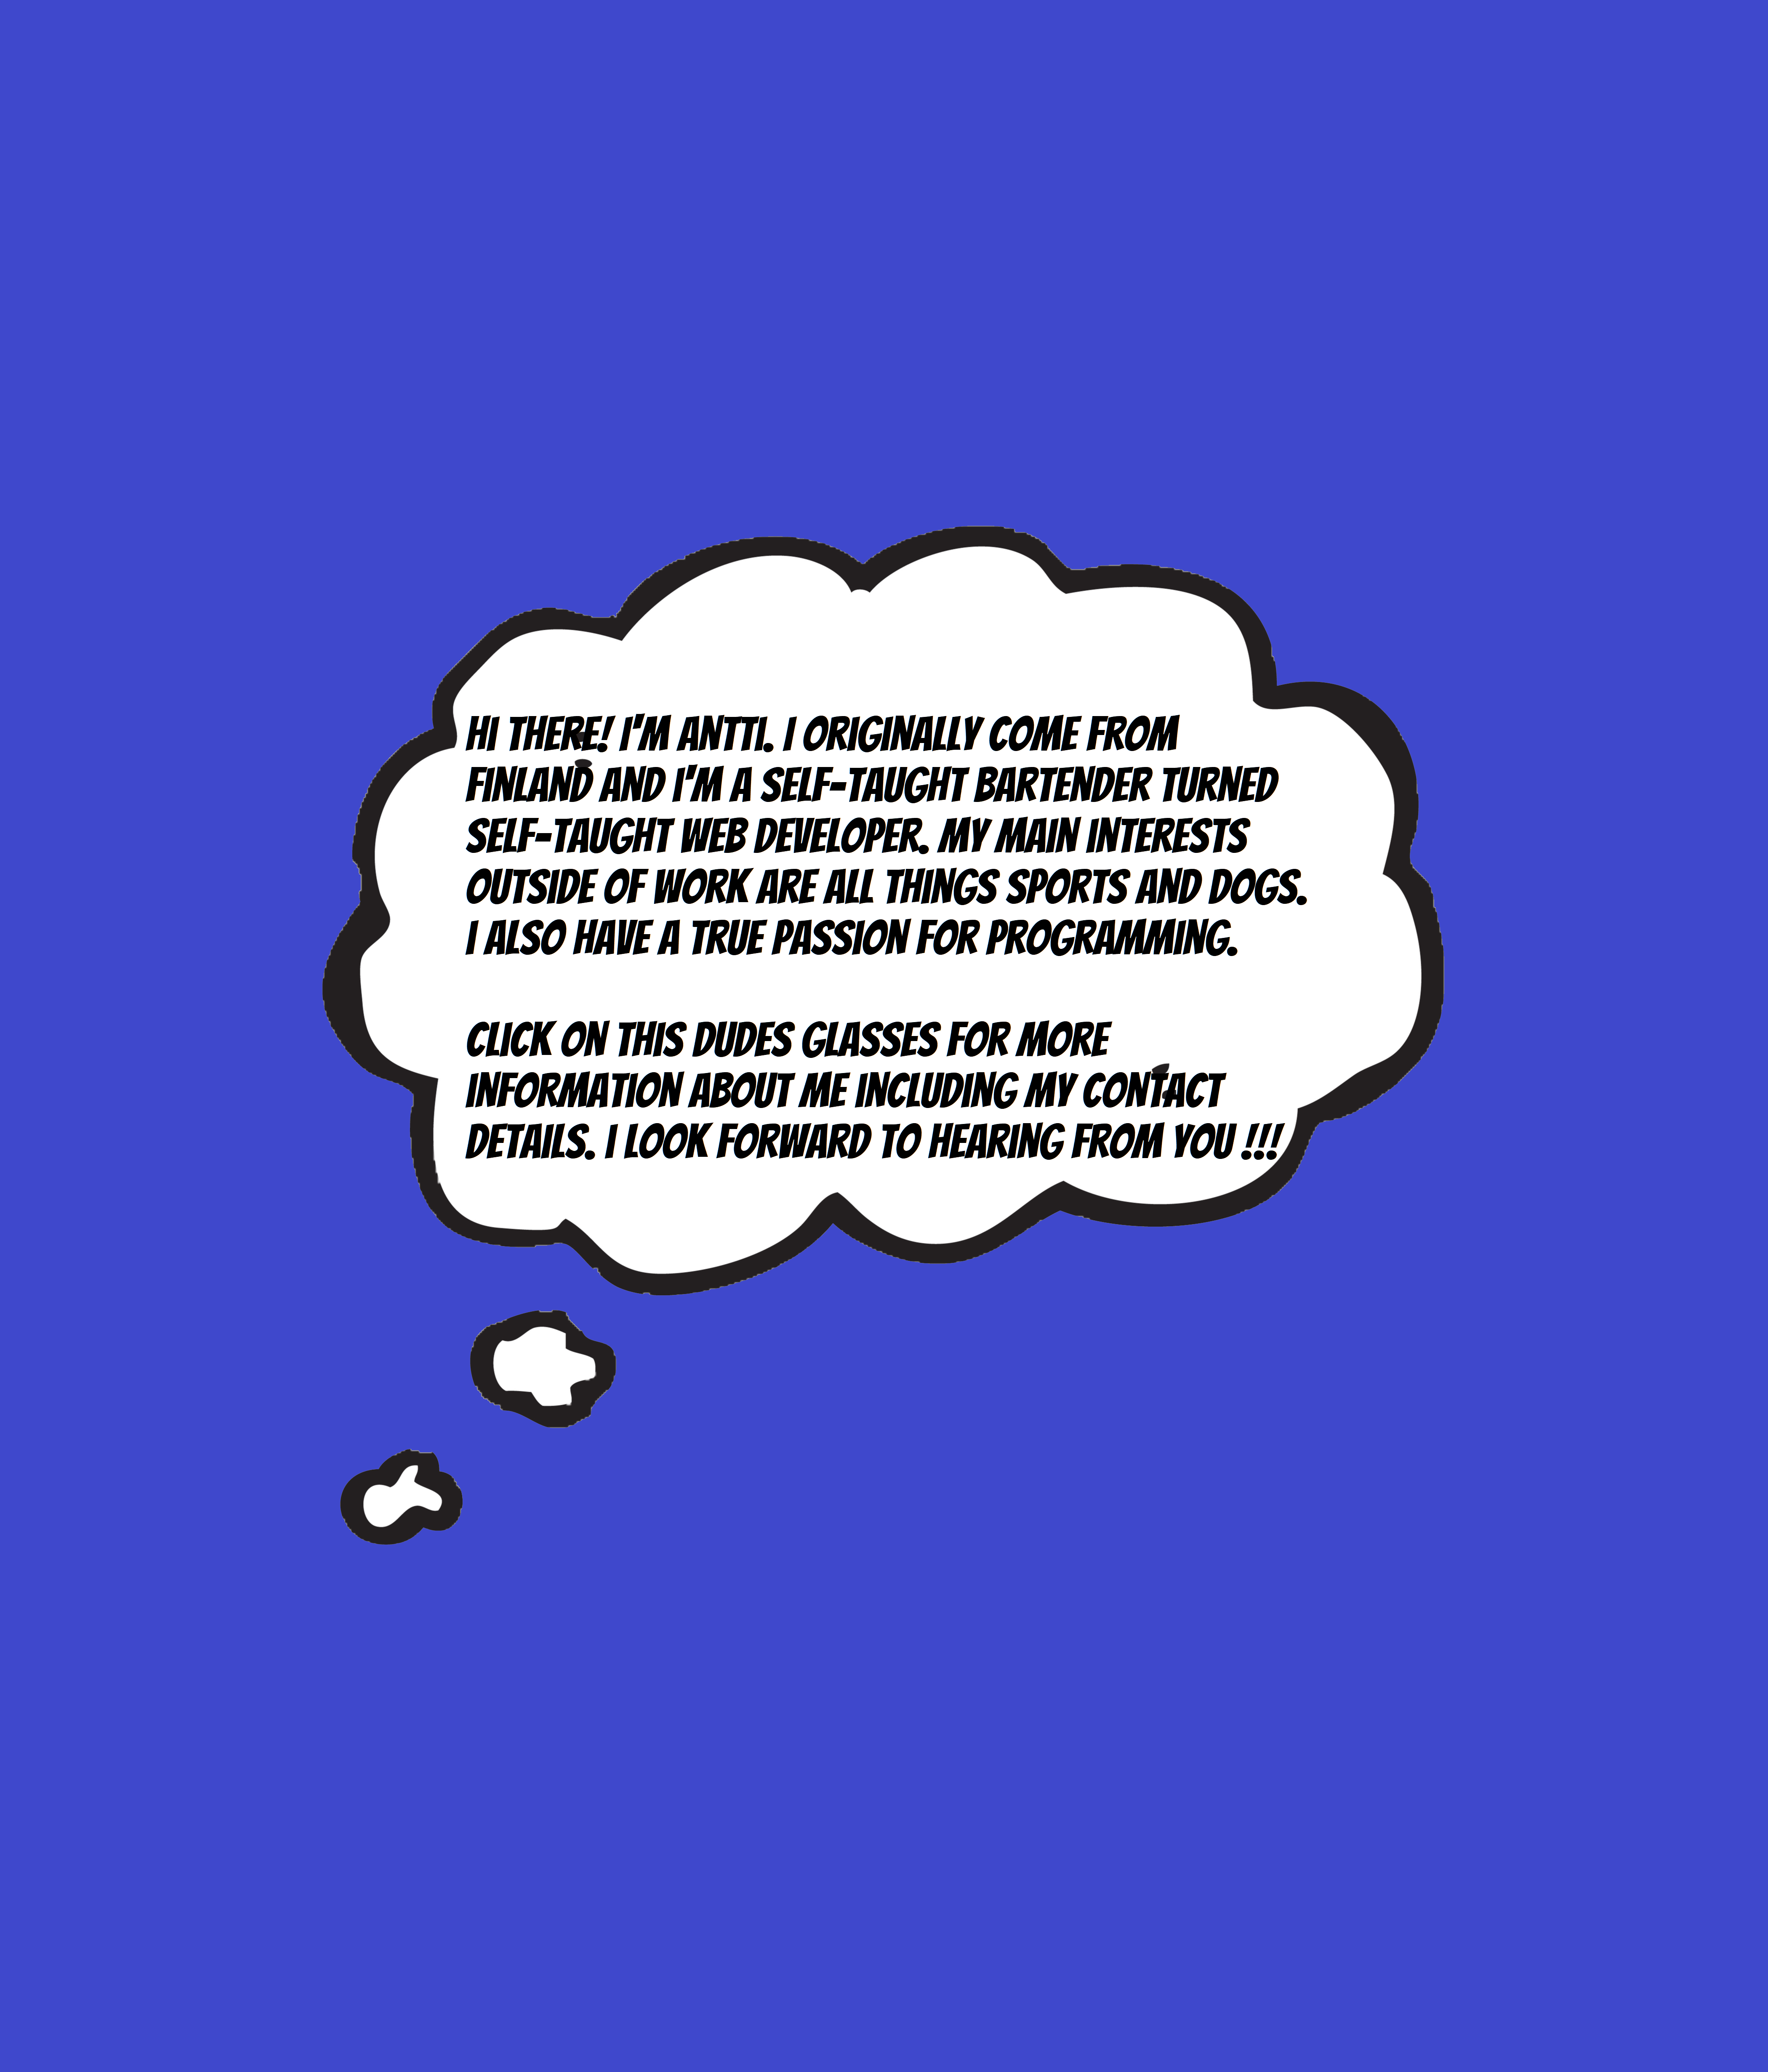 HI THERE! I'M ANTTI. I ORIGINALLY COME FROM
FINLAND AND I'M A SELF-TAUGHT BARTENDER TURNED
SELF-TAUGHT WEB DEVELOPER. MY MAIN INTERESTS
OUTSIDE OF WORK ARE ALL THINGS SPORTS AND DOGS.
I ALSO HAVE A TRUE PASSION FOR PROGRAMMING.
CLICK ON THIS DUDES GLASSES FOR MORE
INFORMATION ABOUT ME INCLUDING MY CONTACT
DETAILS. I LOOK FORWARD TO HEARING FROM YOU !!!